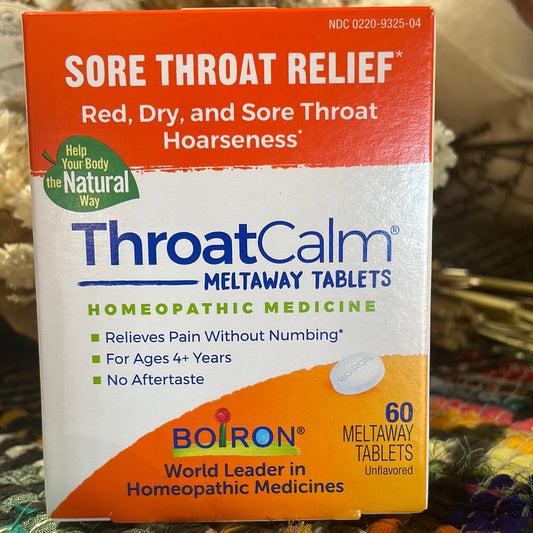 NDC 0220-9325-04
SORE THROAT RELIEF*
Red, Dry, and Sore Throat
Hoarseness*
Help
Your Body
the Natural
Way
ThroatCalm®
MELTAWAY TABLETS
HOMEOPATHIC MEDICINE
Relieves Pain Without Numbing*
For Ages 4+ Years
No Aftertaste
BOIRON
BOIRON®
World Leader in
Homeopathic Medicines
60
MELTAWAY
TABLETS
Unflavored